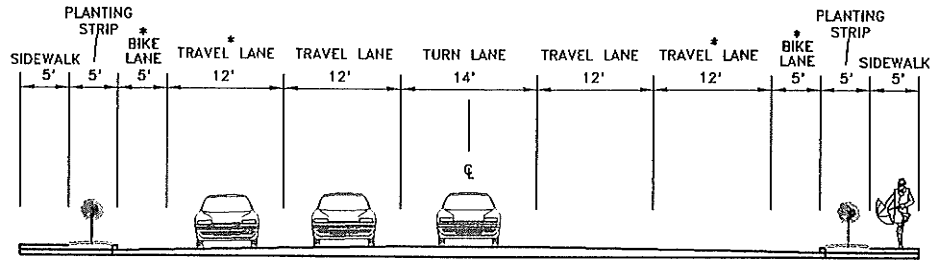 PLANTING
STRIP
* BIKE
LANE
SIDEWALK
TRAVEL* LANE
TRAVEL LANE
TURN LANE
TRAVEL LANE
TRAVEL* LANE
* BIKE
LANE
PLANTING
STRIP
SIDEWALK
5' 5' 5' 12' 12' 14' 12' 12' 5' 5' 5'
℄